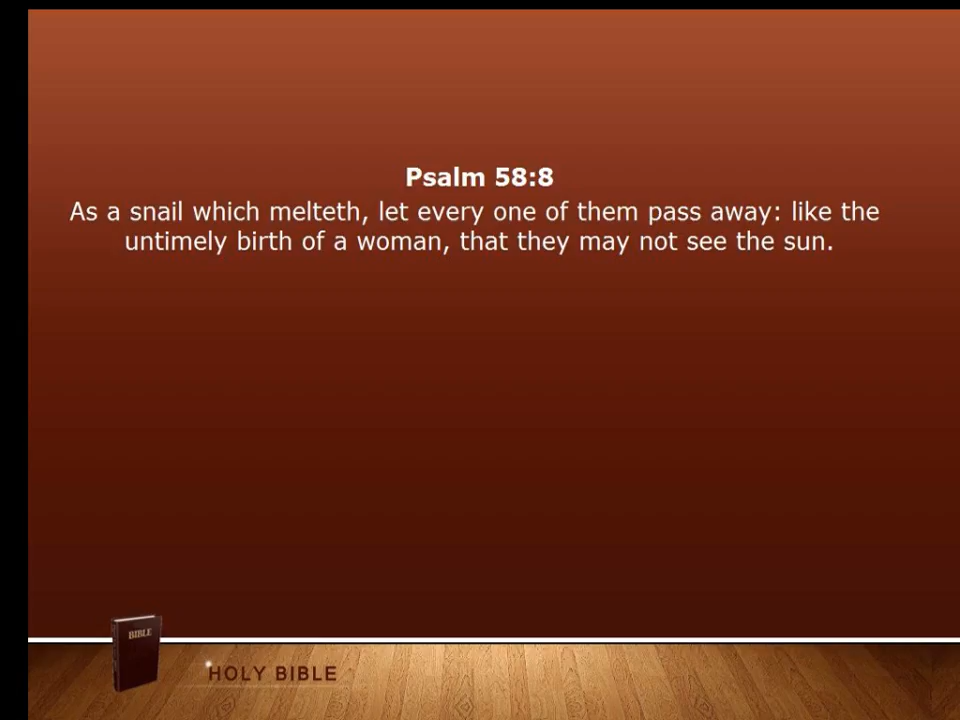 Psalm 58:8
As a snail which melteth, let every one of them pass away: like the
untimely birth of a woman, that they may not see the sun.
BIBLE
HOLY BIBLE